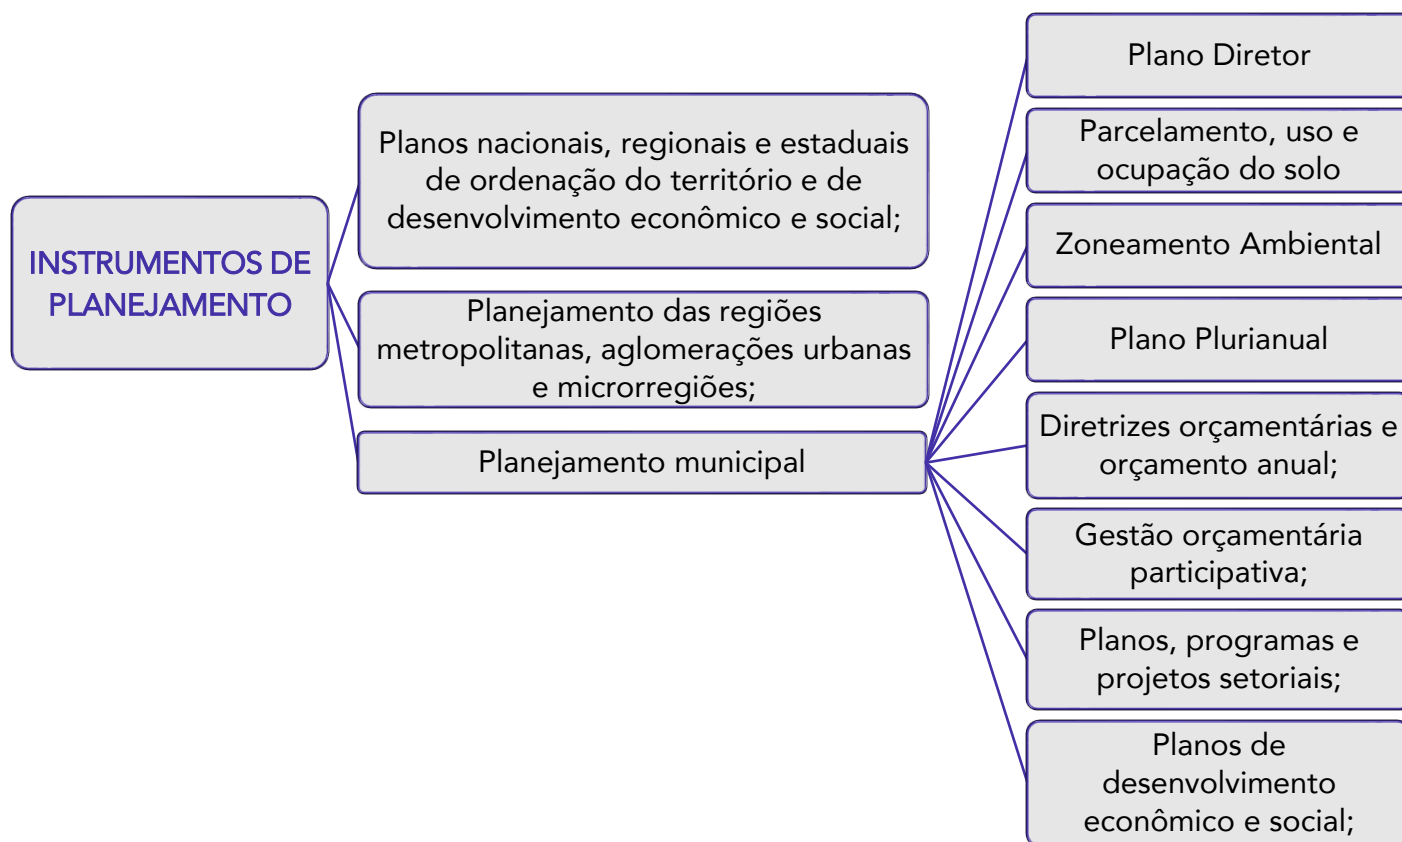 INSTRUMENTOS DE
PLANEJAMENTO
Planos nacionais, regionais e estaduais
de ordenação do território e de
desenvolvimento econômico e social;
Planejamento das regiões
metropolitanas, aglomerações urbanas
e microrregiões;
Planejamento municipal
Plano Diretor
Parcelamento, uso e
ocupação do solo
Zoneamento Ambiental
Plano Plurianual
Diretrizes orçamentárias e
orçamento anual;
Gestão orçamentária
participativa;
Planos, programas e
projetos setoriais;
Planos de
desenvolvimento
econômico e social;